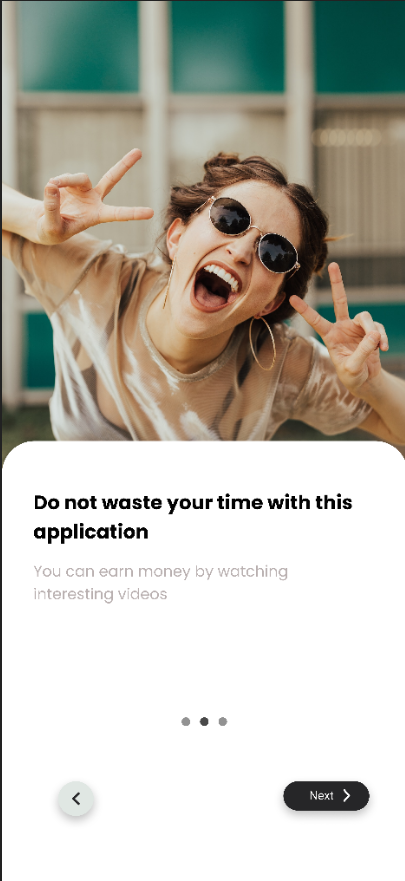 Do not waste your time with this
application
You can earn money by watching
interesting videos
Next